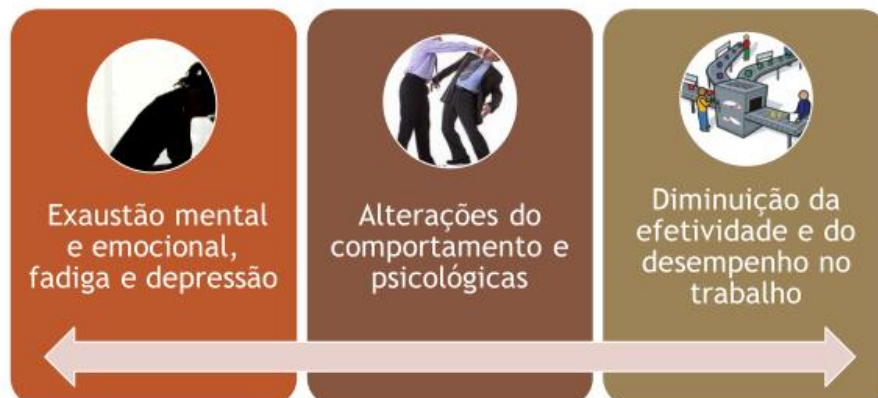 Exaustão mental
e emocional,
fadiga e depressão
Alterações do
comportamento e
psicológicas
Diminuição da
efetividade e do
desempenho no
trabalho